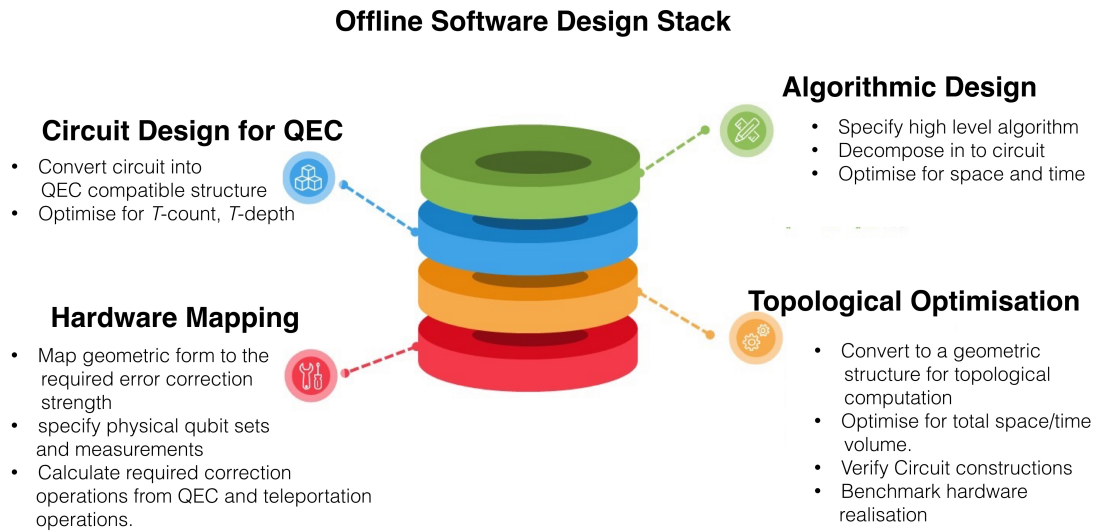 Offline Software Design Stack
Algorithmic Design
• Specify high level algorithm
• Decompose in to circuit
• Optimise for space and time
Circuit Design for QEC
• Convert circuit into
QEC compatible structure
• Optimise for T-count, T-depth
Topological Optimisation
• Convert to a geometric
structure for topological
computation
• Optimise for total space/time
volume.
• Verify Circuit constructions
• Benchmark hardware
realisation
Hardware Mapping
• Map geometric form to the
required error correction
strength
• specify physical qubit sets
and measurements
• Calculate required correction
operations from QEC and teleportation
operations.